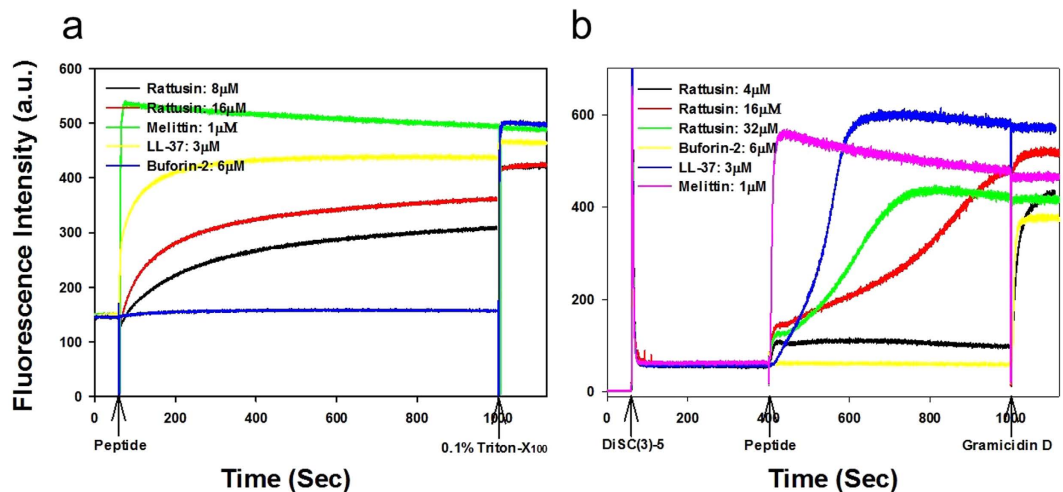 a
b
Fluorescence Intensity (a.u.)
600
500
400
300
200
100
0
Rattusin: 8μM
Rattusin: 16μM
Melittin: 1μM
LL-37: 3μM
Buforin-2: 6μM
0 200 400 600 800 1000
Peptide
0.1% Triton-X100
Time (Sec)
600
400
200
0
Rattusin: 4μM
Rattusin: 16μM
Rattusin: 32μM
Buforin-2: 6μM
LL-37: 3μM
Melittin: 1μM
0 200 400 600 800 1000
DiSC(3)-5
Peptide
Gramicidin D
Time (Sec)